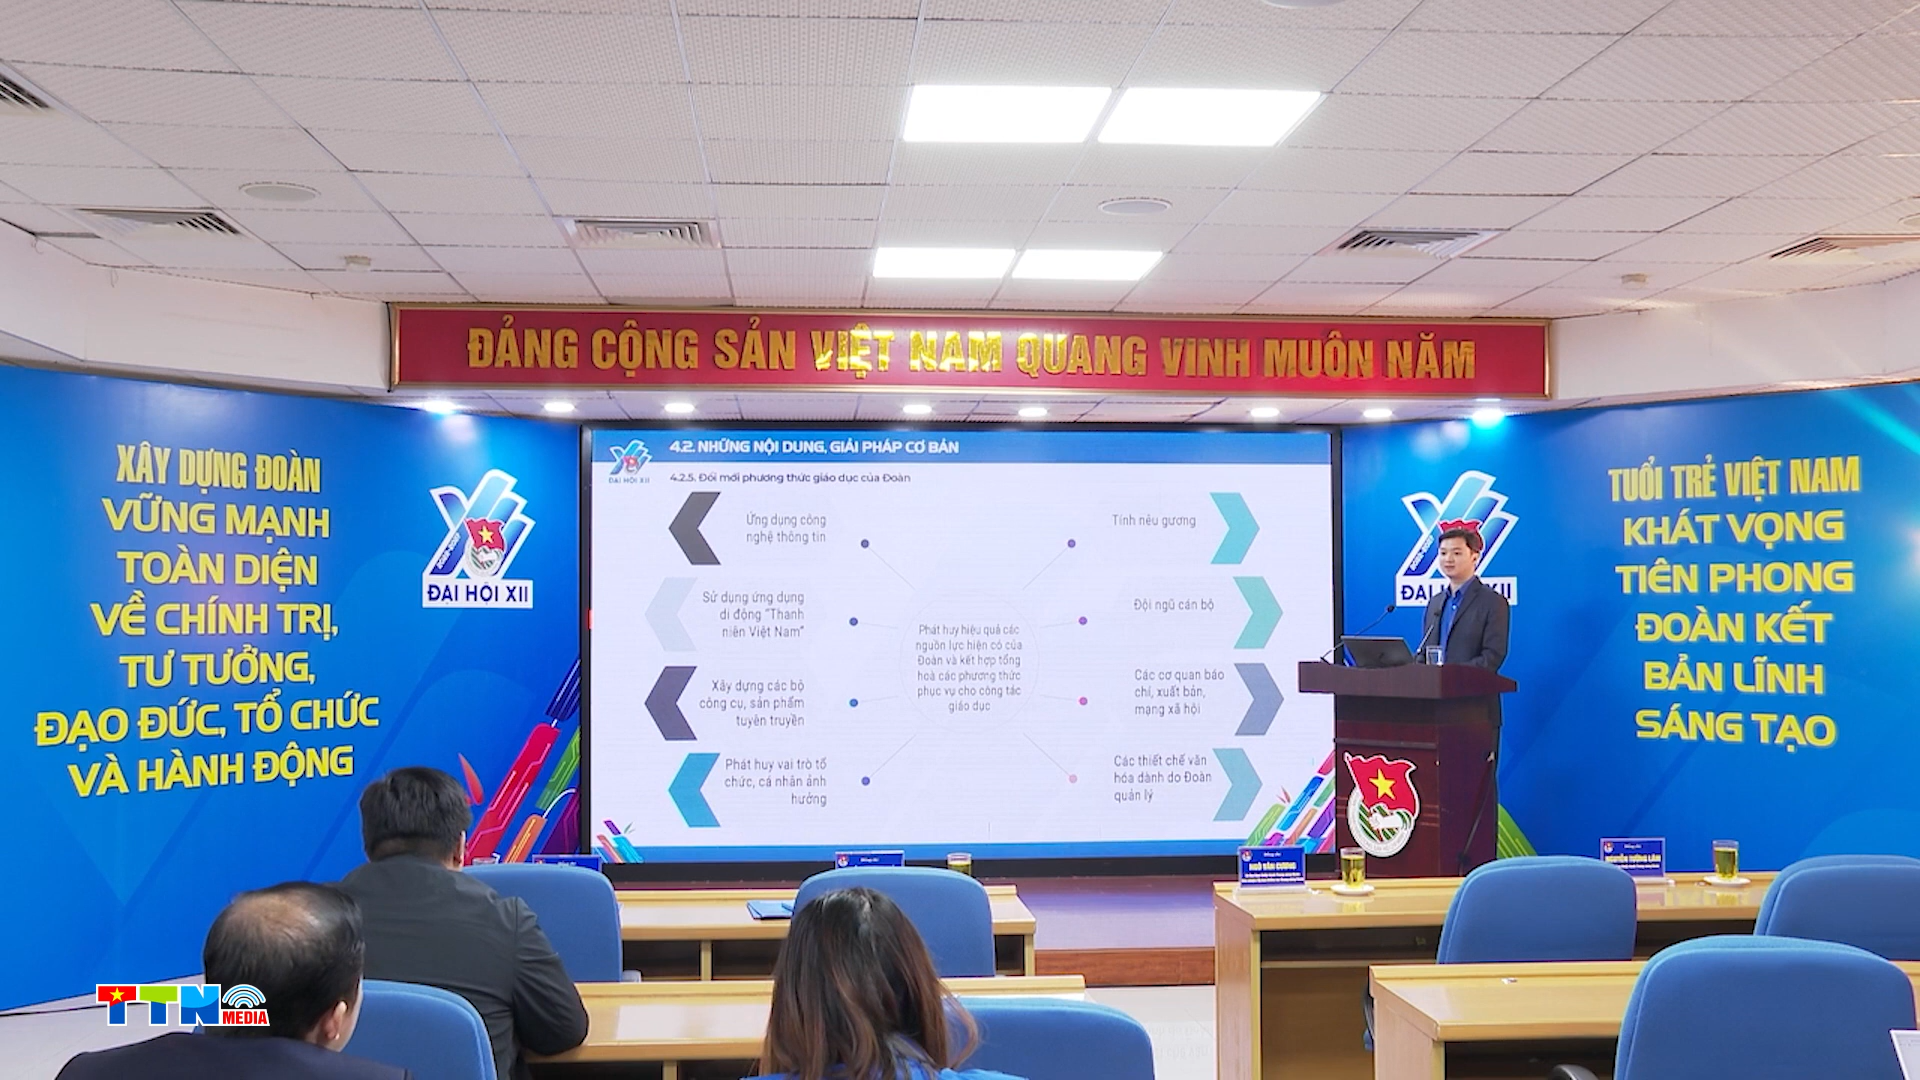 ĐẢNG CỘNG SẢN VIỆT NAM QUANG VINH MUÔN NĂM
XÂY DỰNG ĐOÀN
VỮNG MẠNH
TOÀN DIỆN
VỀ CHÍNH TRỊ,
TƯ TƯỞNG,
ĐẠO ĐỨC, TỔ CHỨC
VÀ HÀNH ĐỘNG
ĐẠI HỘI XII
ĐẠI HỘI XII
4.2. NHỮNG NỘI DUNG, GIẢI PHÁP CƠ BẢN
4.2.5. Đổi mới phương thức giáo dục của Đoàn
Ứng dụng công
nghệ thông tin
Sử dụng ứng dụng
di động "Thanh
niên Việt Nam"
Xây dựng các bộ
công cụ, sản phẩm
tuyên truyền
Phát huy vai trò tổ
chức, cá nhân ảnh
hưởng
Phát huy hiệu quả các
nguồn lực hiện có của
Đoàn và kết hợp tổng
hoà các phương thức
phục vụ cho công tác
giáo dục
Tính nêu gương
Đội ngũ cán bộ
Các cơ quan báo
chí, xuất bản,
mạng xã hội
Các thiết chế văn
hóa dành do Đoàn
quản lý
TUỔI TRẺ VIỆT NAM
KHÁT VỌNG
TIÊN PHONG
ĐOÀN KẾT
BẢN LĨNH
SÁNG TẠO
NGÔ VĂN CƯƠNG
NGUYỄN TƯỜNG LÂM
TTN
MEDIA